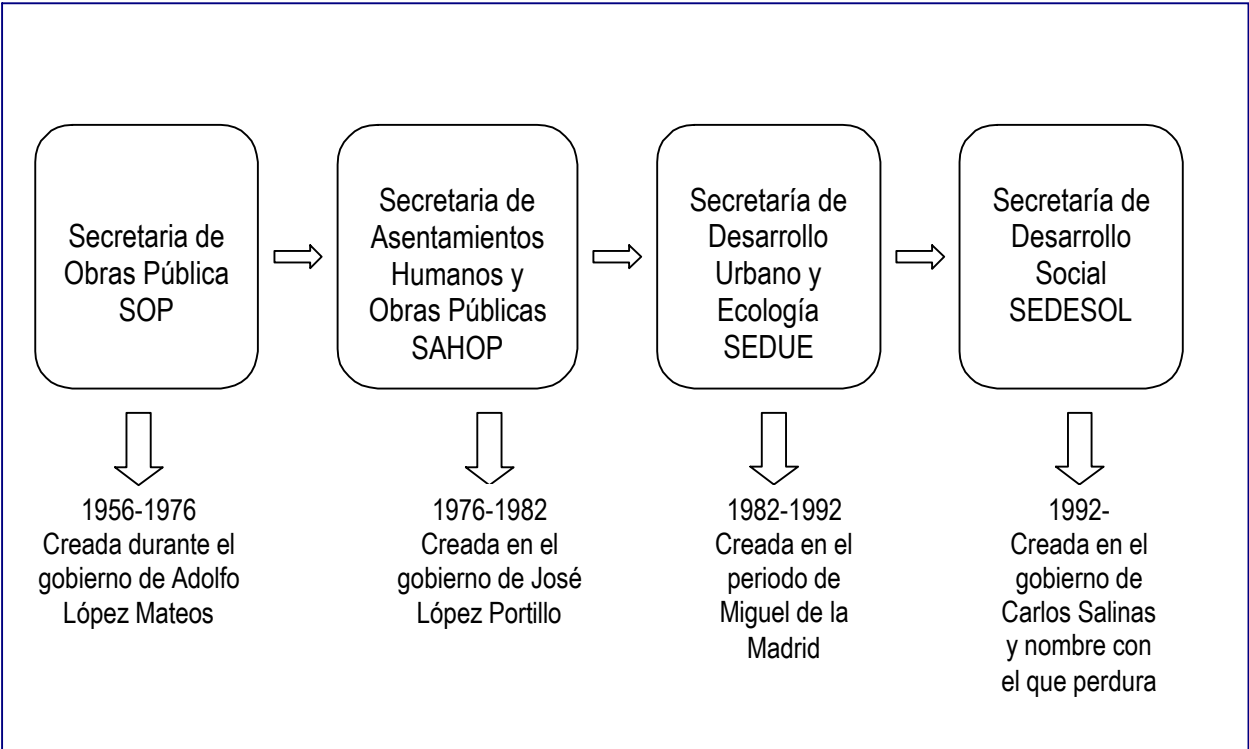 Secretaria de
Obras Pública
SOP
Secretaria de
Asentamientos
Humanos y
Obras Públicas
SAHOP
Secretaría de
Desarrollo
Urbano y
Ecología
SEDUE
Secretaría de
Desarrollo
Social
SEDESOL
1956-1976
Creada durante el
gobierno de Adolfo
López Mateos
1976-1982
Creada en el
gobierno de José
López Portillo
1982-1992
Creada en el
periodo de
Miguel de la
Madrid
1992-
Creada en el
gobierno de
Carlos Salinas
y nombre con
el que perdura